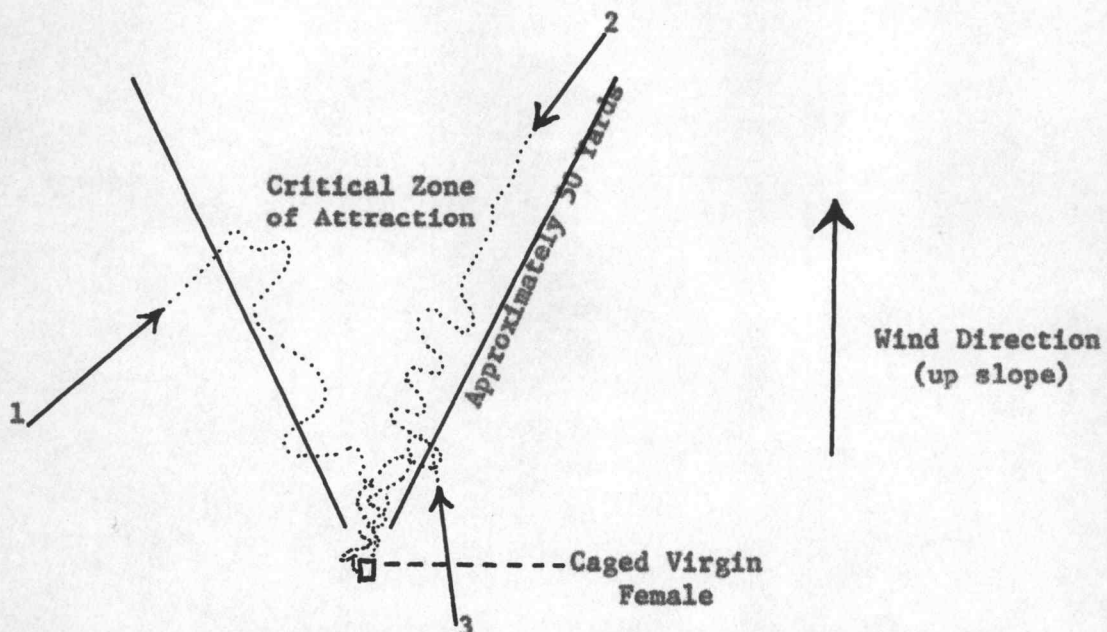 2
Critical Zone
of Attraction
Approximately 50 Yards
Wind Direction
(up slope)
1
Caged Virgin
Female
3